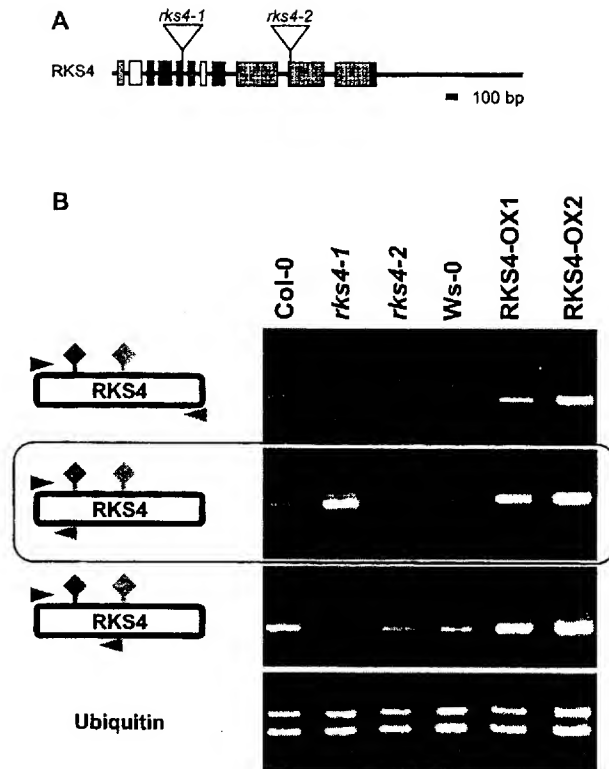 A
rks4-1
rks4-2
RKS4
100 bp
B
Col-0
rks4-1
rks4-2
Ws-0
RKS4-OX1
RKS4-OX2
RKS4
RKS4
RKS4
Ubiquitin